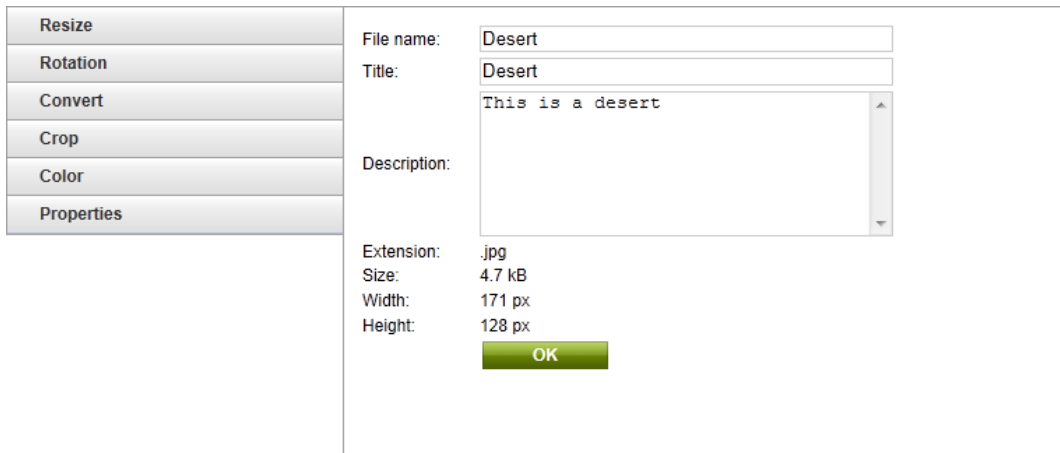 Resize
Rotation
Convert
Crop
Color
Properties
File name: Desert
Title: Desert
Description: This is a desert
Extension: .jpg
Size: 4.7 kB
Width: 171 px
Height: 128 px
OK